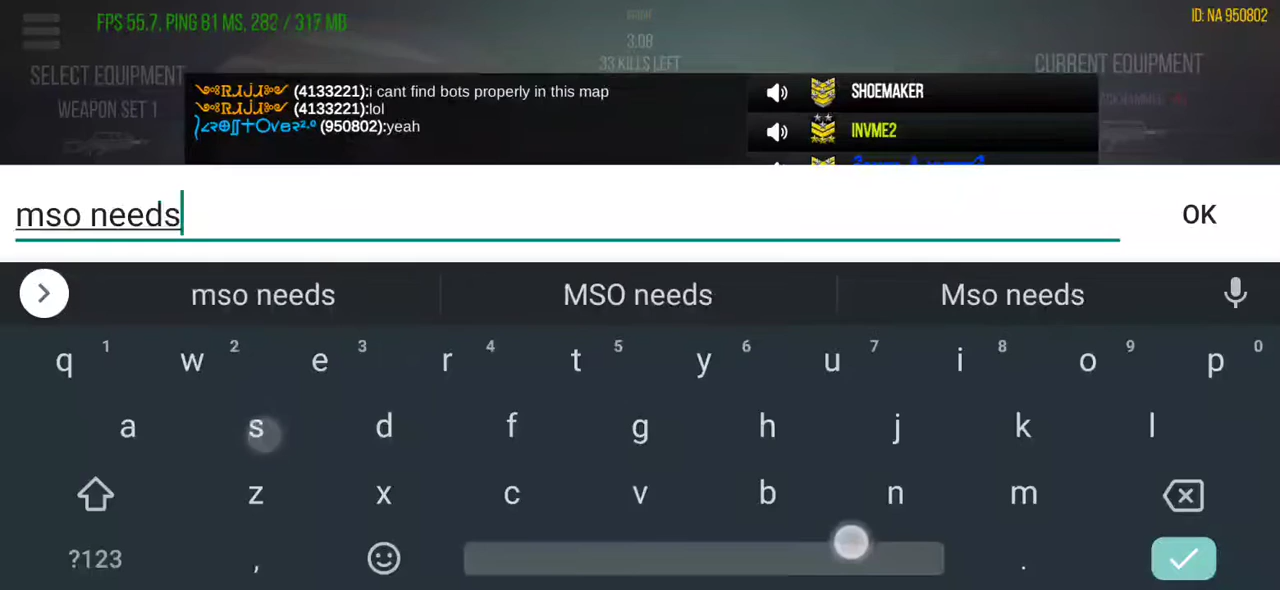 FPS 55.7, PING 81 MS, 282 / 317 MB
ID: NA 950802
3.08
33 KILLS LEFT
SELECT EQUIPMENT
CURRENT EQUIPMENT
WEAPON SET 1
(4133221):i cant find bots properly in this map
(4133221):lol
(950802):yeah
SHOEMAKER
INVME2
mso needs
OK
mso needs
MSO needs
Mso needs
q 1 w 2 e 3 r 4 t 5 y 6 u 7 i 8 o 9 p 0
a s d f g h j k l
z x c v b n m
?123 , .